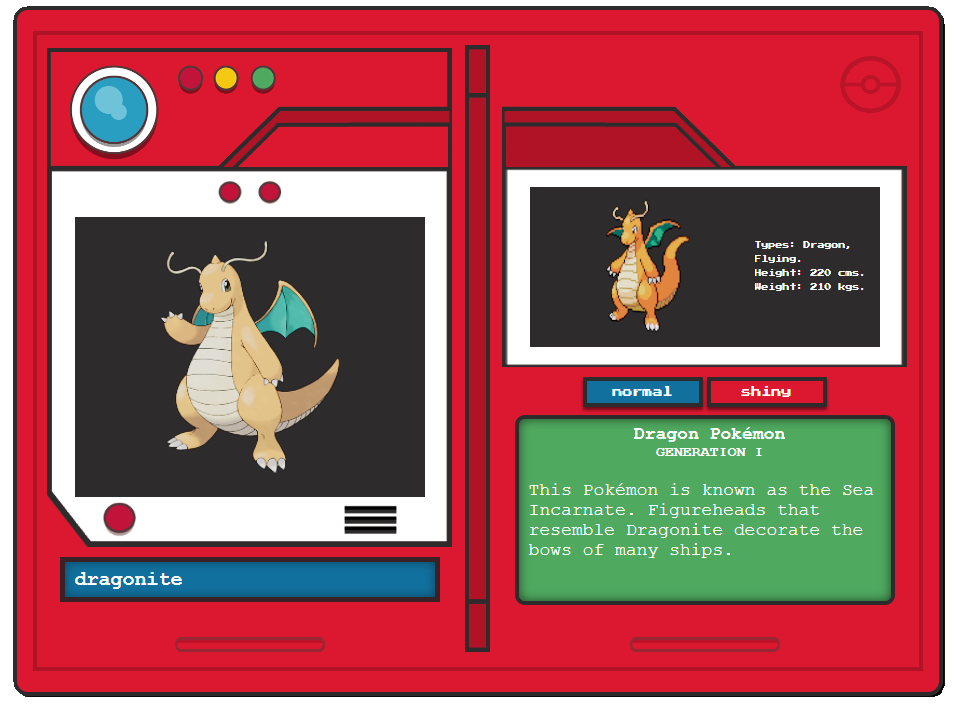 dragonite
Types: Dragon,
Flying.
Height: 220 cms.
Weight: 210 kgs.
normal
shiny
Dragon Pokémon
GENERATION I
This Pokémon is known as the Sea
Incarnate. Figureheads that
resemble Dragonite decorate the
bows of many ships.